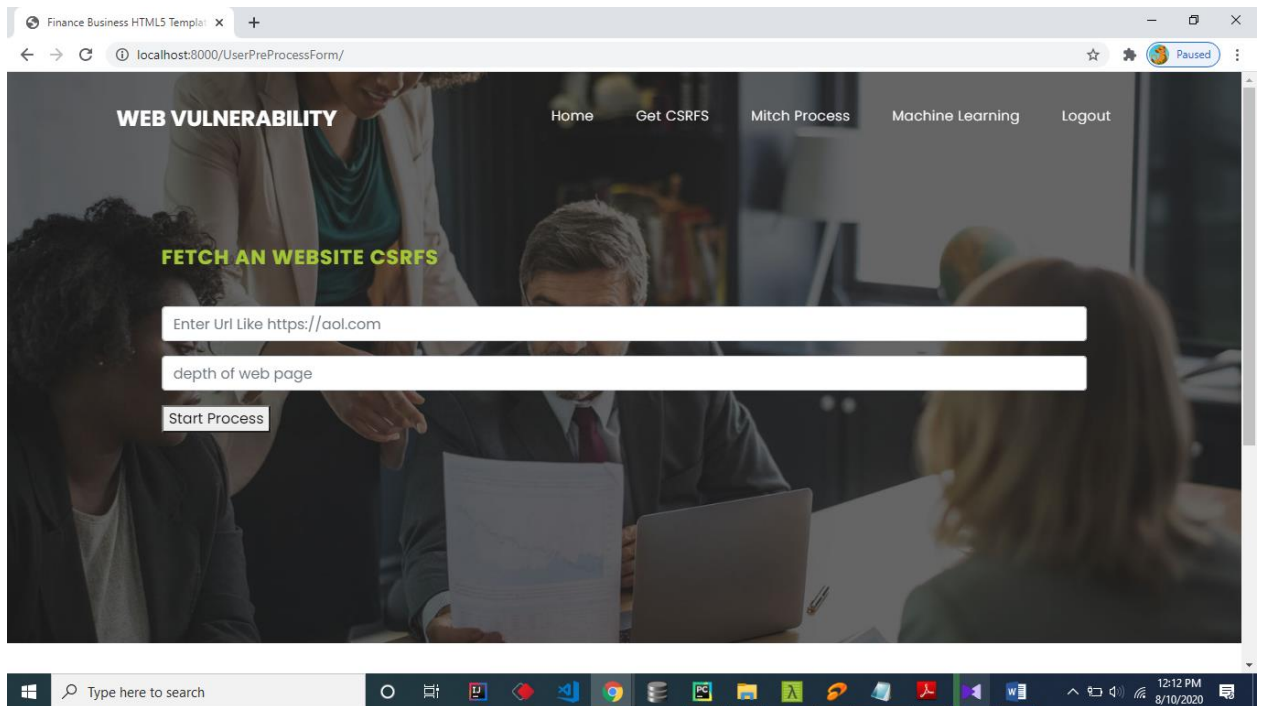 Finance Business HTML5 Templat
localhost:8000/UserPreProcessForm/
Paused
WEB VULNERABILITY
Home Get CSRFS Mitch Process Machine Learning Logout
FETCH AN WEBSITE CSRFS
Enter Url Like https://aol.com
depth of web page
Start Process
Type here to search
12:12 PM
8/10/2020